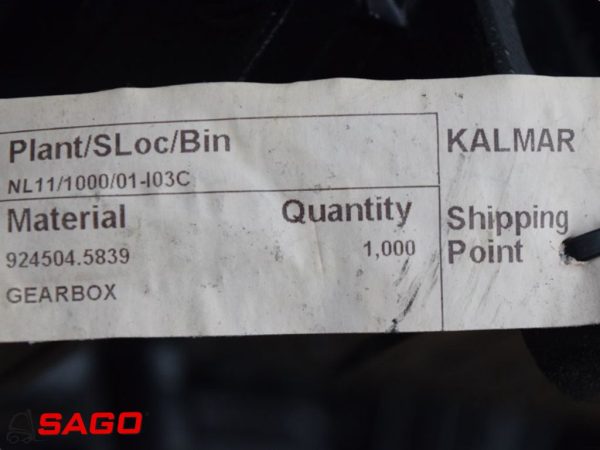 Plant/SLoc/Bin
NL11/1000/01-I03C
KALMAR
Material
Quantity
924504.5839
1,000
GEARBOX
Shipping
Point
SAGO